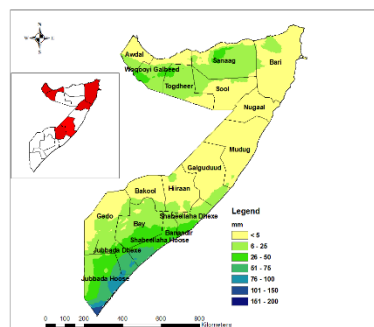 Awdal
Sanaag
Bari
Woqooyi Galbeed
Togdheer
Sool
Nugaal
Mudug
Galguduud
Bakool
Hiiraan
Gedo
Shabeellaha Dhexe
Bay
Banaadir
Shabeellaha Hoose
Jubbada Dhexe
Jubbada Hoose
Legend
mm
< 5
6 - 25
26 - 50
51 - 75
76 - 100
101 - 150
151 - 200
0 100 200 400 600 800
Kilometers